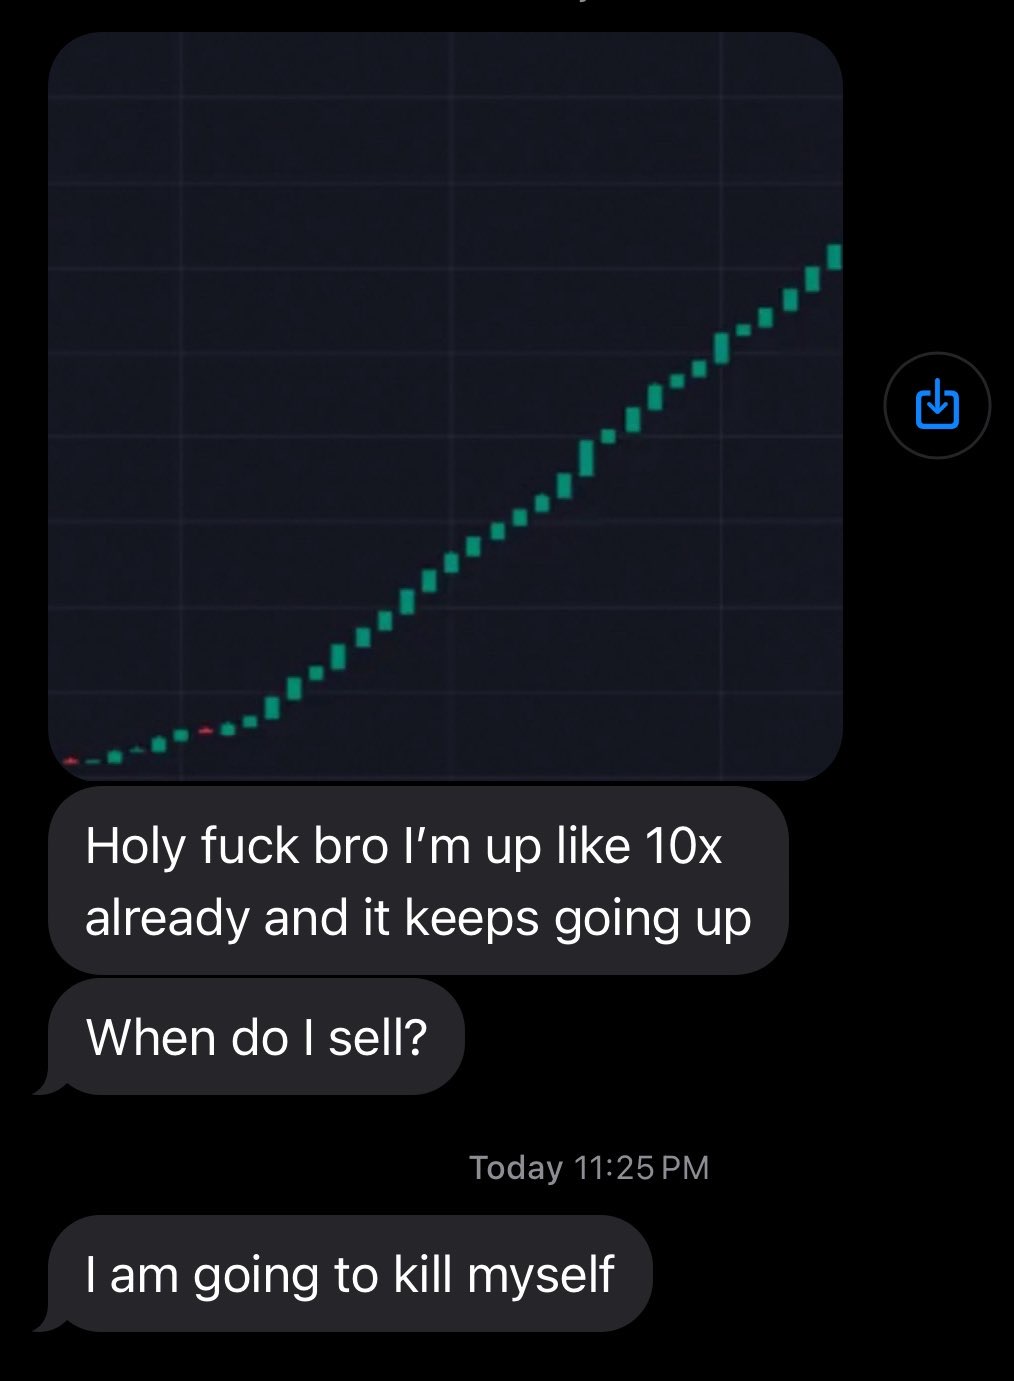 Holy fuck bro I’m up like 10x
already and it keeps going up
When do I sell?
Today 11:25 PM
I am going to kill myself